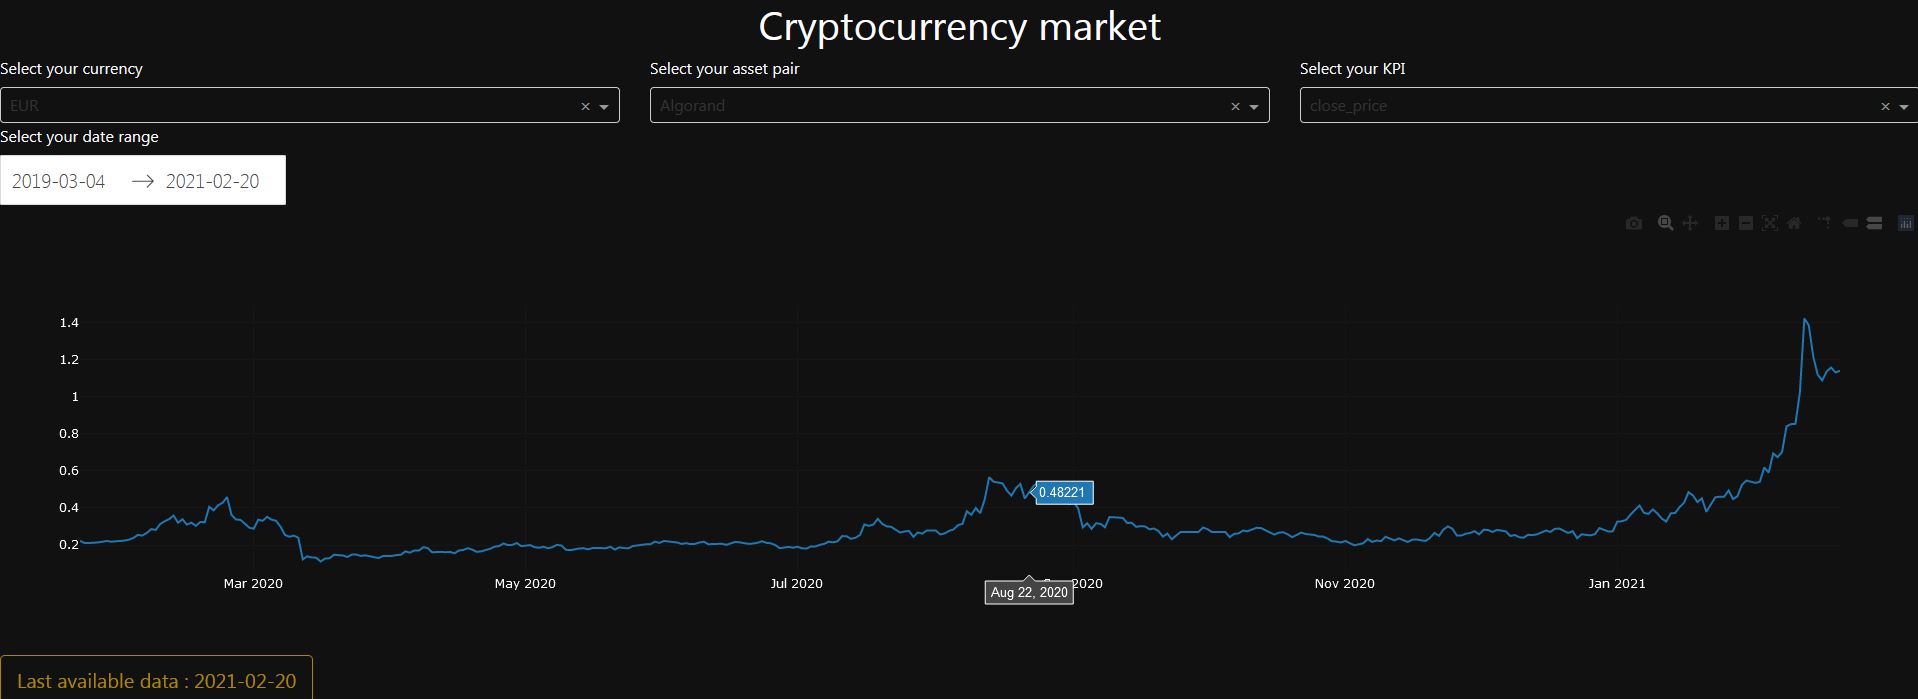 Cryptocurrency market
Select your currency
Select your asset pair
Select your KPI
EUR
Algorand
close_price
Select your date range
2019-03-04 → 2021-02-20
1.4
1.2
1
0.8
0.6
0.4
0.2
0.48221
Mar 2020
May 2020
Jul 2020
2020
Nov 2020
Jan 2021
Aug 22, 2020
Last available data : 2021-02-20